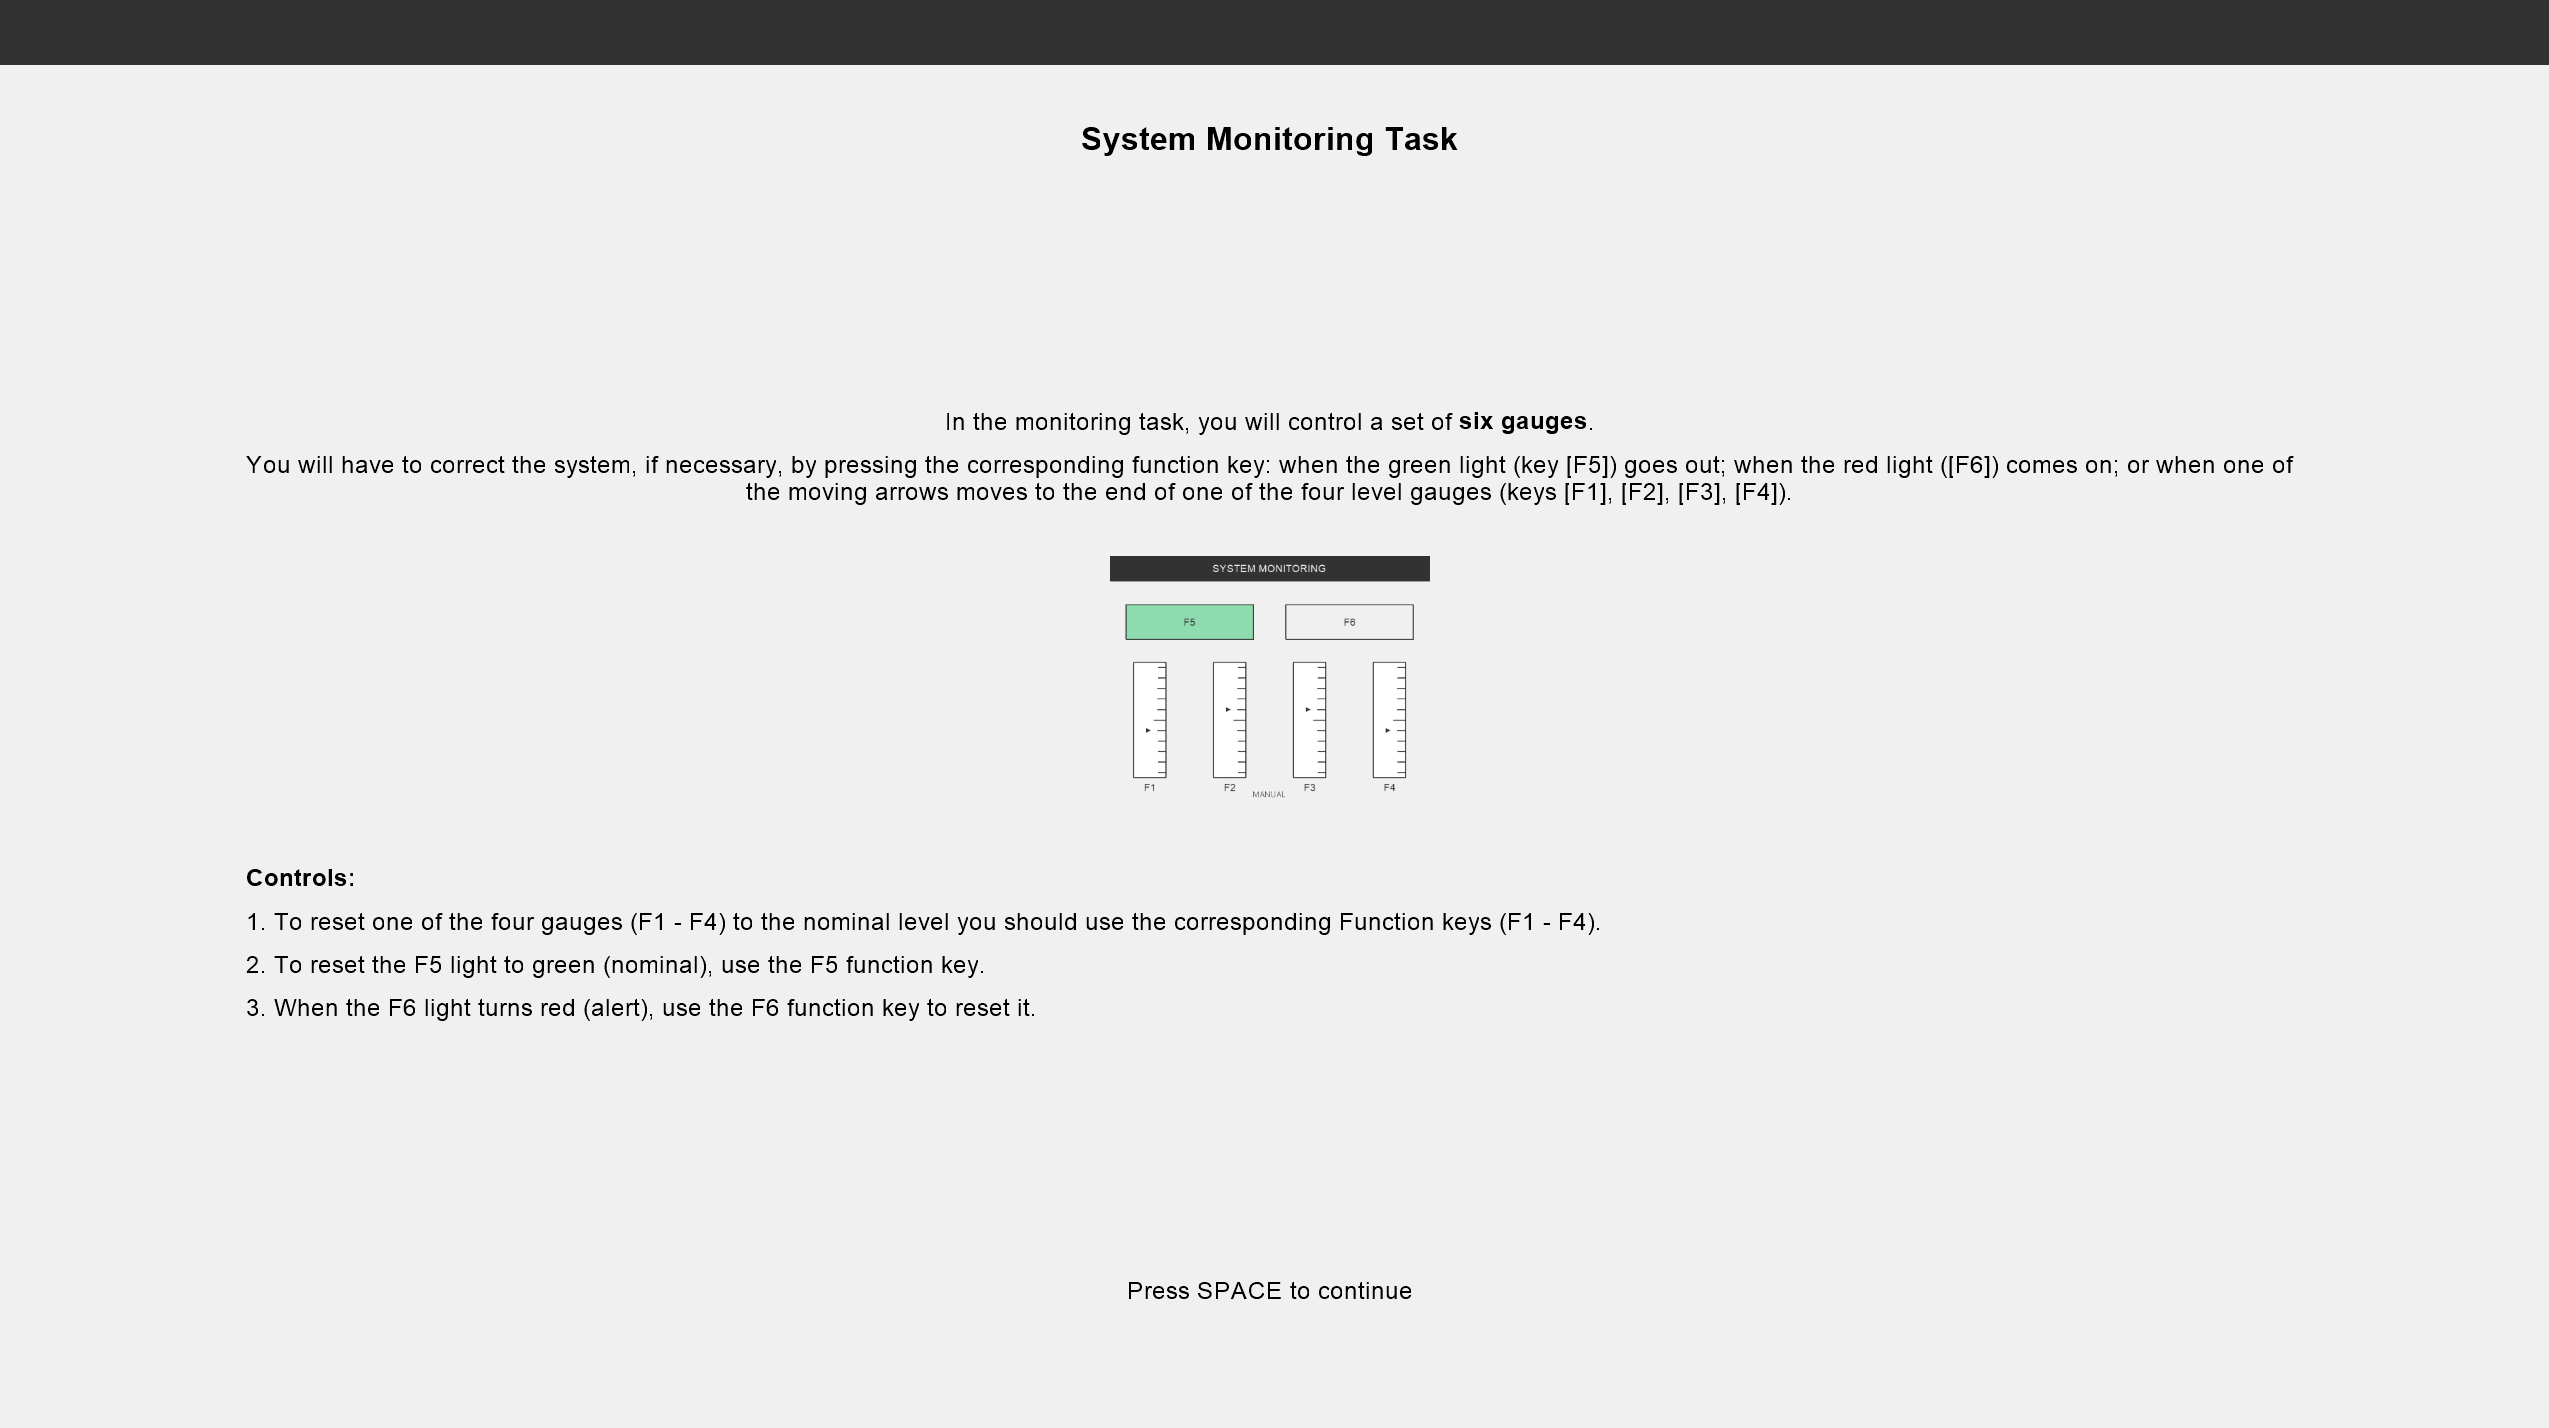 System Monitoring Task
In the monitoring task, you will control a set of six gauges.
You will have to correct the system, if necessary, by pressing the corresponding function key: when the green light (key [F5]) goes out; when the red light ([F6]) comes on; or when one of
the moving arrows moves to the end of one of the four level gauges (keys [F1], [F2], [F3], [F4]).
SYSTEM MONITORING
F5 F6
F1 F2 F3 F4
MANUAL
Controls:
1. To reset one of the four gauges (F1 - F4) to the nominal level you should use the corresponding Function keys (F1 - F4).
2. To reset the F5 light to green (nominal), use the F5 function key.
3. When the F6 light turns red (alert), use the F6 function key to reset it.
Press SPACE to continue